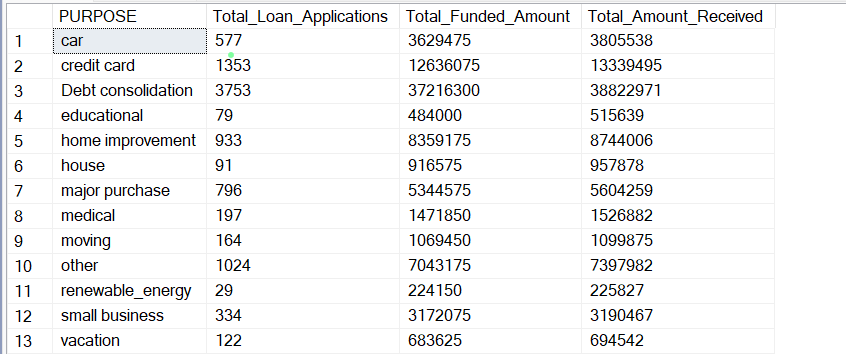 PURPOSE Total_Loan_Applications Total_Funded_Amount Total_Amount_Received
1 car 577 3629475 3805538
2 credit card 1353 12636075 13339495
3 Debt consolidation 3753 37216300 38822971
4 educational 79 484000 515639
5 home improvement 933 8359175 8744006
6 house 91 916575 957878
7 major purchase 796 5344575 5604259
8 medical 197 1471850 1526882
9 moving 164 1069450 1099875
10 other 1024 7043175 7397982
11 renewable_energy 29 224150 225827
12 small business 334 3172075 3190467
13 vacation 122 683625 694542